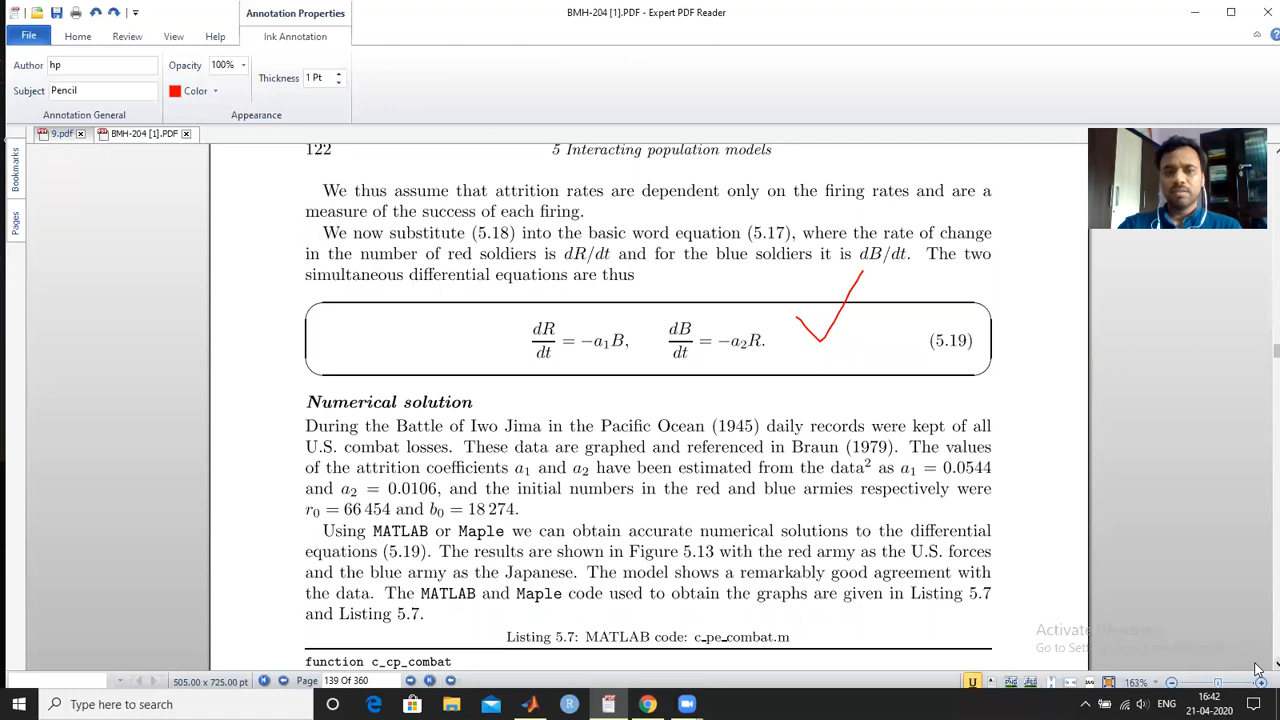 Annotation Properties
BMH-204 [1].PDF - Expert PDF Reader
File Home Review View Help Ink Annotation
Author hp Opacity 100% Thickness 1 Pt
Subject Pencil Color
Annotation General Appearance
9.pdf BMH-204 [1].PDF
Bookmarks
Pages
122 5 Interacting population models
We thus assume that attrition rates are dependent only on the firing rates and are a
measure of the success of each firing.
We now substitute (5.18) into the basic word equation (5.17), where the rate of change
in the number of red soldiers is dR/dt and for the blue soldiers it is dB/dt. The two
simultaneous differential equations are thus
dR/dt = −a₁B, dB/dt = −a₂R. (5.19)
Numerical solution
During the Battle of Iwo Jima in the Pacific Ocean (1945) daily records were kept of all
U.S. combat losses. These data are graphed and referenced in Braun (1979). The values
of the attrition coefficients a₁ and a₂ have been estimated from the data² as a₁ = 0.0544
and a₂ = 0.0106, and the initial numbers in the red and blue armies respectively were
r₀ = 66 454 and b₀ = 18 274.
Using MATLAB or Maple we can obtain accurate numerical solutions to the differential
equations (5.19). The results are shown in Figure 5.13 with the red army as the U.S. forces
and the blue army as the Japanese. The model shows a remarkably good agreement with
the data. The MATLAB and Maple code used to obtain the graphs are given in Listing 5.7
and Listing 5.7.
Listing 5.7: MATLAB code: c_pe_combat.m
function c_cp_combat
Activate Windows
505.00 x 725.00 pt Page 139 Of 360 163%
Type here to search
ENG
16:42
21-04-2020